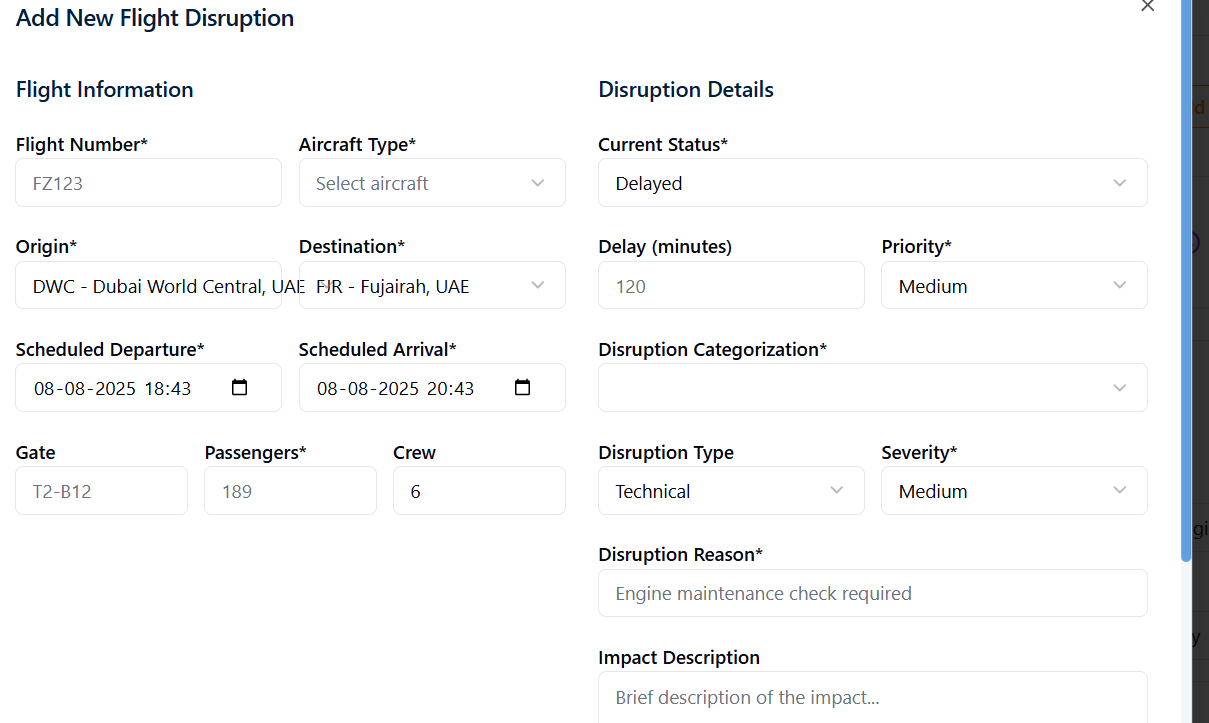 Add New Flight Disruption
Flight Information
Flight Number*
Aircraft Type*
FZ123
Select aircraft
Origin*
Destination*
DWC - Dubai World Central, UAE
FJR - Fujairah, UAE
Scheduled Departure*
Scheduled Arrival*
08-08-2025 18:43
08-08-2025 20:43
Gate
Passengers*
Crew
T2-B12
189
6
Disruption Details
Current Status*
Delayed
Delay (minutes)
Priority*
120
Medium
Disruption Categorization*
Disruption Type
Severity*
Technical
Medium
Disruption Reason*
Engine maintenance check required
Impact Description
Brief description of the impact...